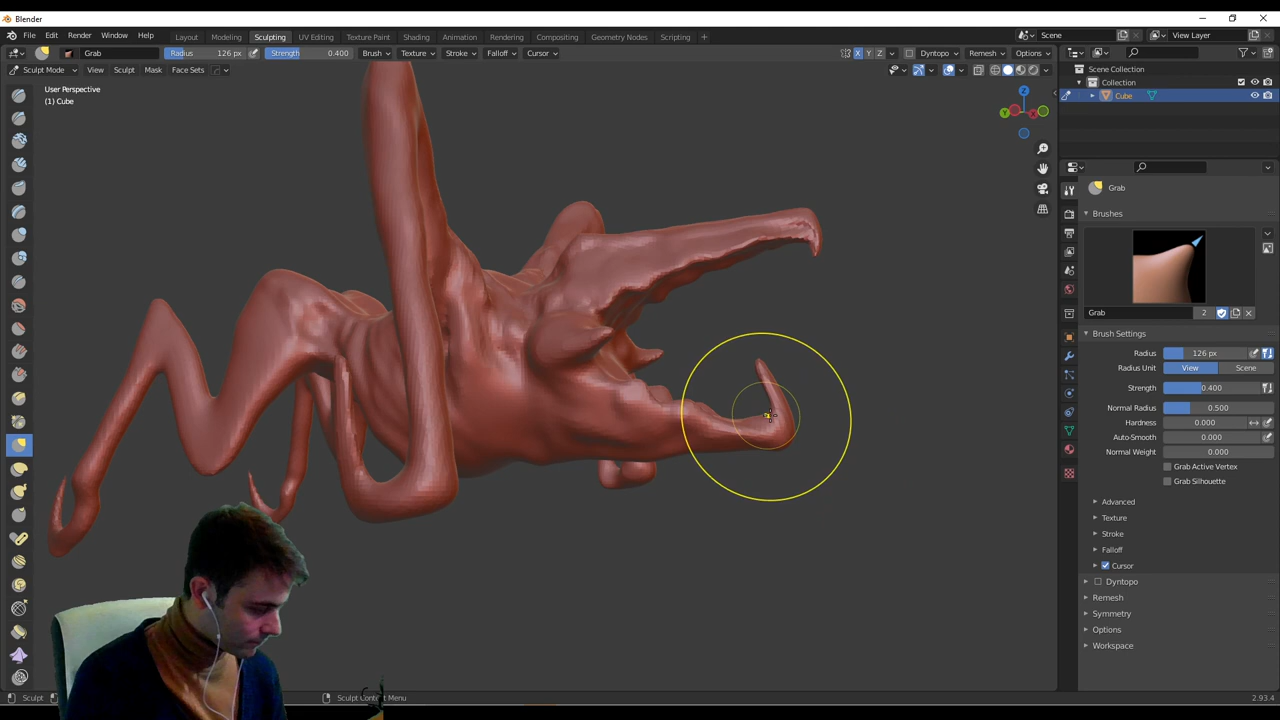 Blender
File Edit Render Window Help Layout Modeling Sculpting UV Editing Texture Paint Shading Animation Rendering Compositing Geometry Nodes Scripting + Scene View Layer
Grab Radius 126 px Strength 0.400 Brush Texture Stroke Falloff Cursor X Y Z Dyntopo Remesh Options
Sculpt Mode View Sculpt Mask Face Sets
User Perspective
(1) Cube
Scene Collection
Collection
Cube
Z
Y
X
Grab
Brushes
Grab 2
Brush Settings
Radius 126 px
Radius Unit View Scene
Strength 0.400
Normal Radius 0.500
Hardness 0.000
Auto-Smooth 0.000
Normal Weight 0.000
Grab Active Vertex
Grab Silhouette
Advanced
Texture
Stroke
Falloff
Cursor
Dyntopo
Remesh
Symmetry
Options
Workspace
Sculpt Sculpt Context Menu 2.93.4